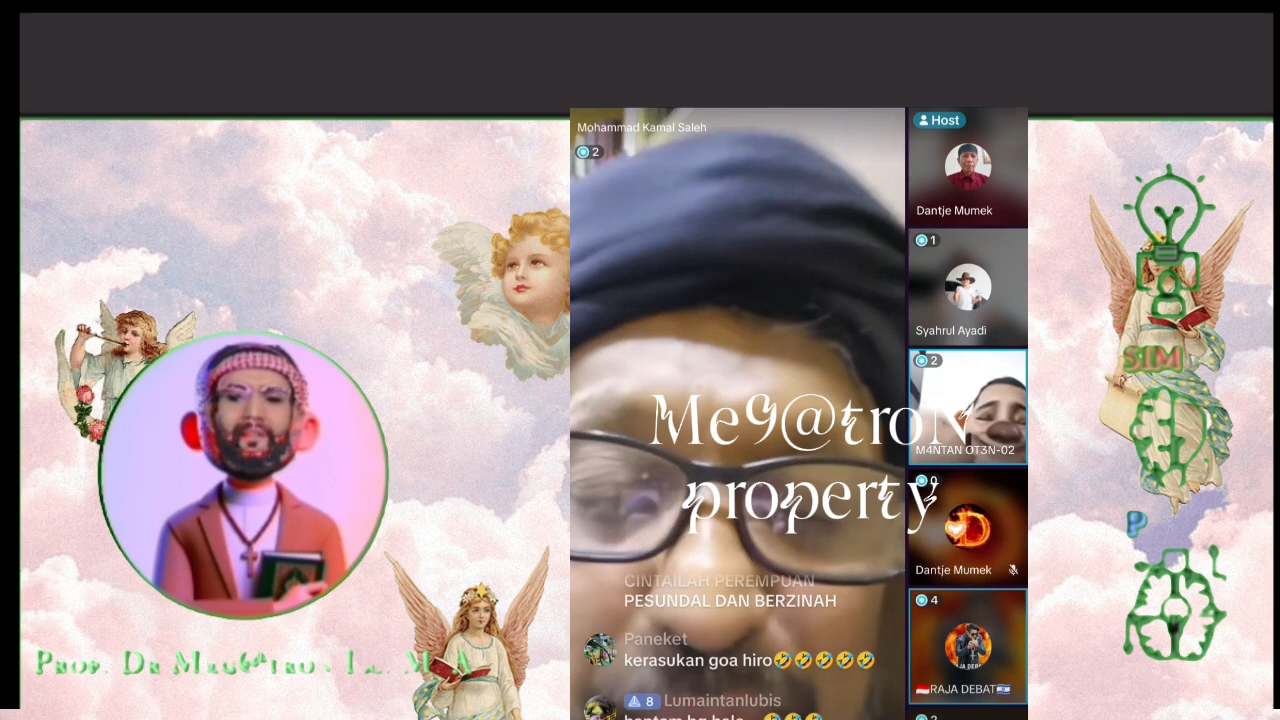 Mohammad Kamal Saleh
2
Host
Dantje Mumek
1
Syahrul Ayadi
2
M4NTAN OT3N-02
Me9@troN
property
0
Dantje Mumek
CINTAILAH PEREMPUAN
PESUNDAL DAN BERZINAH
Paneket
kerasukan goa hiro🤣🤣🤣🤣🤣
8 Lumaintanlubis
4
🇮🇩RAJA DEBAT🇮🇱
SIM
P